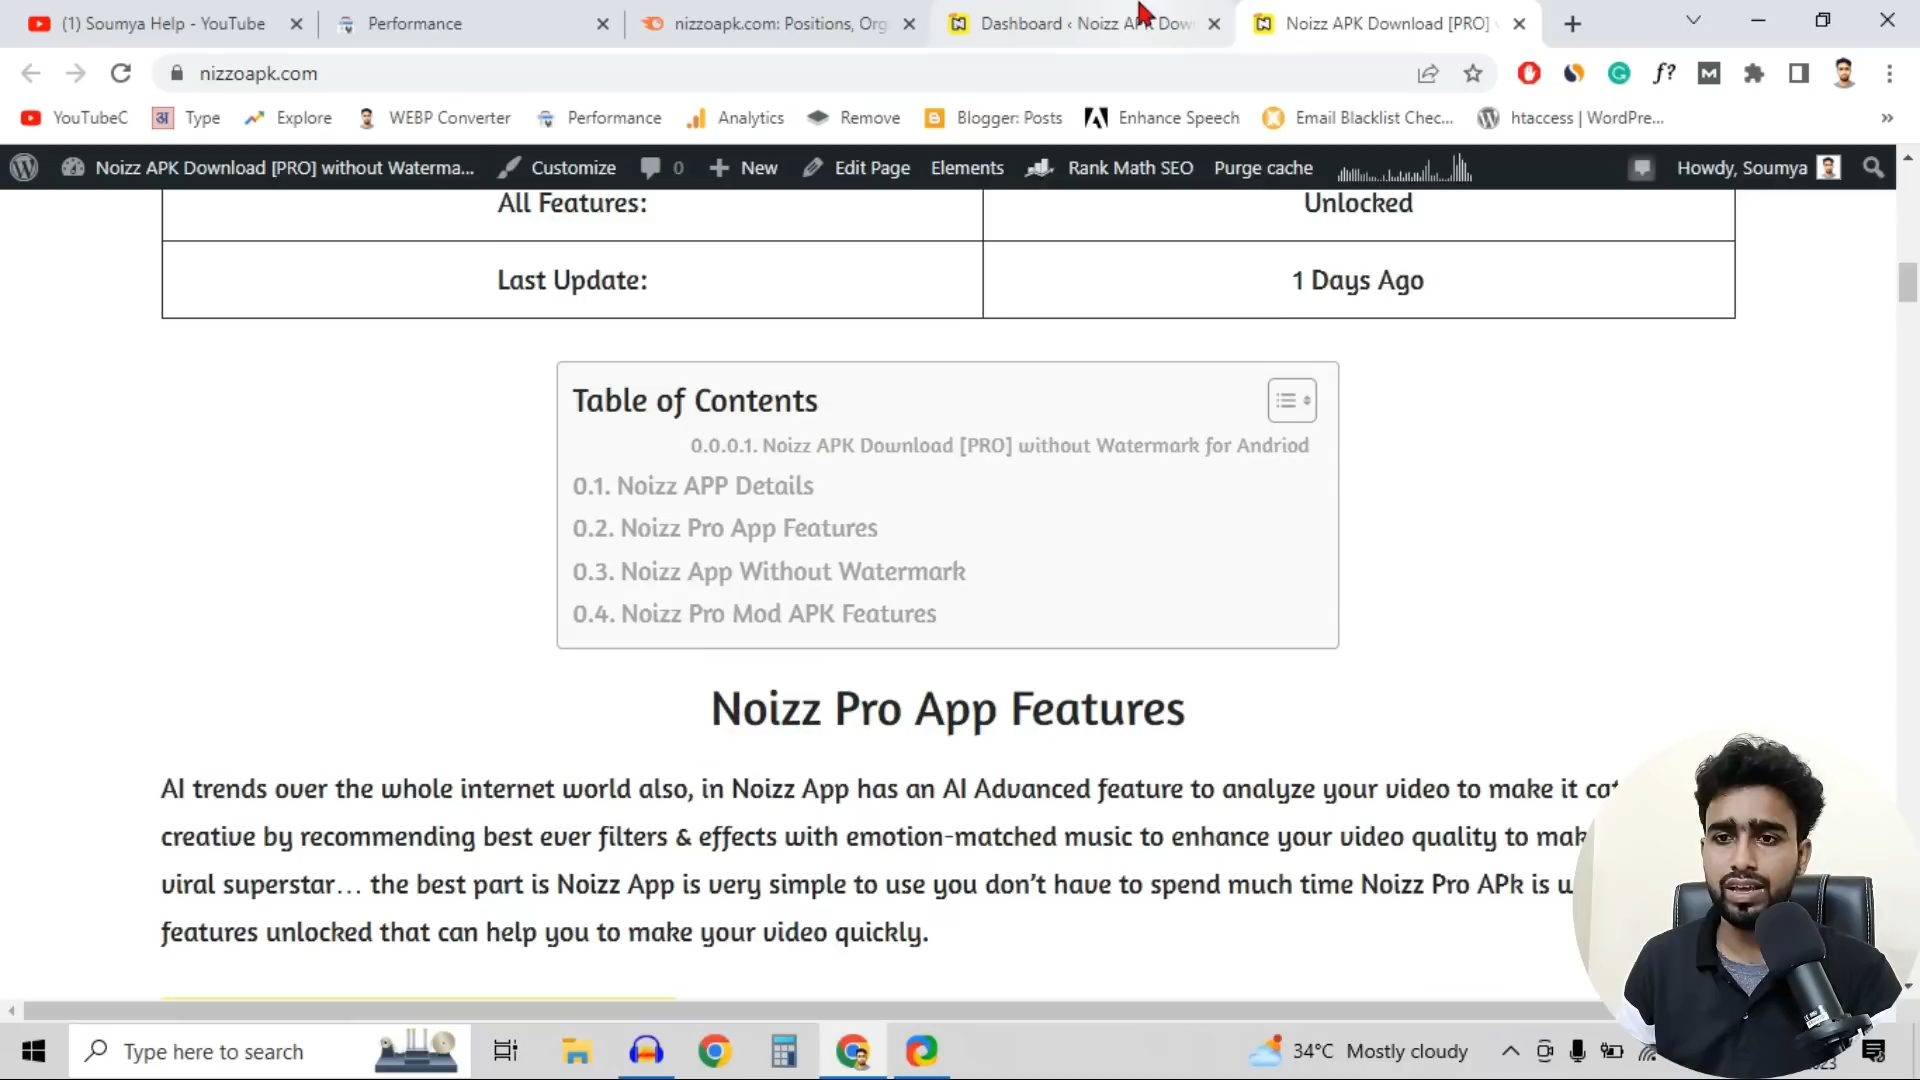 (1) Soumya Help - YouTube
Performance
nizzoapk.com: Positions, Org
Dashboard ‹ Noizz APK Dow
Noizz APK Download [PRO]
nizzoapk.com
YouTubeC
अ Type
Explore
WEBP Converter
Performance
Analytics
Remove
Blogger: Posts
Enhance Speech
Email Blacklist Chec...
htaccess | WordPre...
Noizz APK Download [PRO] without Waterma...
Customize
0
New
Edit Page
Elements
Rank Math SEO
Purge cache
Howdy, Soumya
All Features:
Unlocked
Last Update:
1 Days Ago
Table of Contents
0.0.0.1. Noizz APK Download [PRO] without Watermark for Andriod
0.1. Noizz APP Details
0.2. Noizz Pro App Features
0.3. Noizz App Without Watermark
0.4. Noizz Pro Mod APK Features
Noizz Pro App Features
AI trends over the whole internet world also, in Noizz App has an AI Advanced feature to analyze your video to make it
creative by recommending best ever filters & effects with emotion-matched music to enhance your video quality to
viral superstar... the best part is Noizz App is very simple to use you don't have to spend much time Noizz Pro APk is
features unlocked that can help you to make your video quickly.
Type here to search
34°C Mostly cloudy